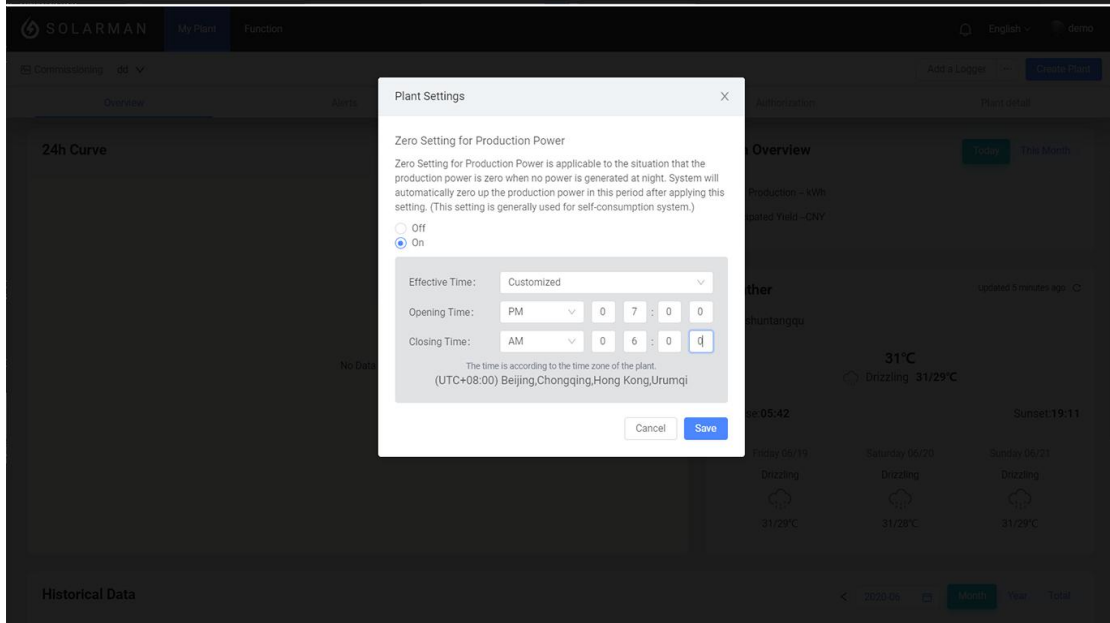 SOLARMAN My Plant Function English demo
Commissioning dd Add a Logger Create Plant
Overview Alerts Authorization Plant detail
Plant Settings
Zero Setting for Production Power
Zero Setting for Production Power is applicable to the situation that the
production power is zero when no power is generated at night. System will
automatically zero up the production power in this period after applying this
setting. (This setting is generally used for self-consumption system.)
Off
On
Effective Time: Customized
Opening Time: PM 0 7 : 0 0
Closing Time: AM 0 6 : 0 0
The time is according to the time zone of the plant.
(UTC+08:00) Beijing,Chongqing,Hong Kong,Urumqi
Cancel Save
24h Curve
No Data
Overview Today This Month
Production -- kWh
Yield --CNY
updated 5 minutes ago
31℃
Drizzling 31/29℃
05:42 Sunset:19:11
Friday 06/19 Saturday 06/20 Sunday 06/21
Drizzling Drizzling Drizzling
31/29℃ 31/28℃ 31/29℃
Historical Data 2020-06 Month Year Total